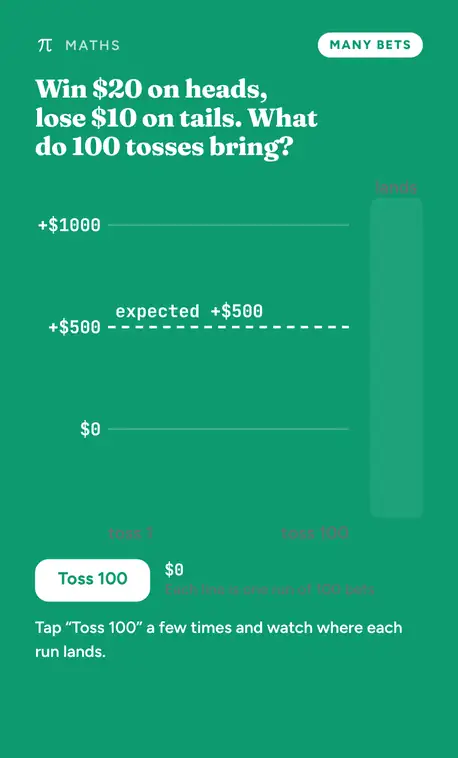 π MATHS
MANY BETS
Win $20 on heads,
lose $10 on tails. What
do 100 tosses bring?
lands
+$1000
expected +$500
+$500
$0
toss 1
toss 100
Toss 100
$0
Each line is one run of 100 bets.
Tap “Toss 100” a few times and watch where each
run lands.